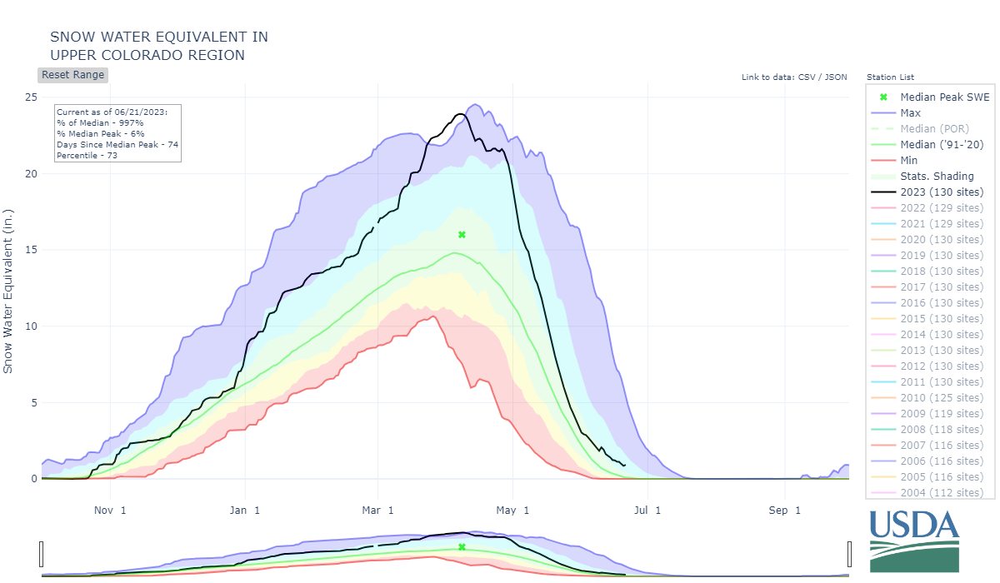 SNOW WATER EQUIVALENT IN
UPPER COLORADO REGION
Reset Range
Link to data: CSV / JSON
Station List
Current as of 06/21/2023:
% of Median - 997%
% Median Peak - 6%
Days Since Median Peak - 74
Percentile - 73
Snow Water Equivalent (in.)
25
20
15
10
5
0
Nov 1
Jan 1
Mar 1
May 1
Jul 1
Sep 1
Median Peak SWE
Max
Median (POR)
Median ('91-'20)
Min
Stats. Shading
2023 (130 sites)
2022 (129 sites)
2021 (129 sites)
2020 (130 sites)
2019 (130 sites)
2018 (130 sites)
2017 (130 sites)
2016 (130 sites)
2015 (130 sites)
2014 (130 sites)
2013 (130 sites)
2012 (130 sites)
2011 (130 sites)
2010 (125 sites)
2009 (119 sites)
2008 (118 sites)
2007 (116 sites)
2006 (116 sites)
2005 (116 sites)
2004 (112 sites)
USDA